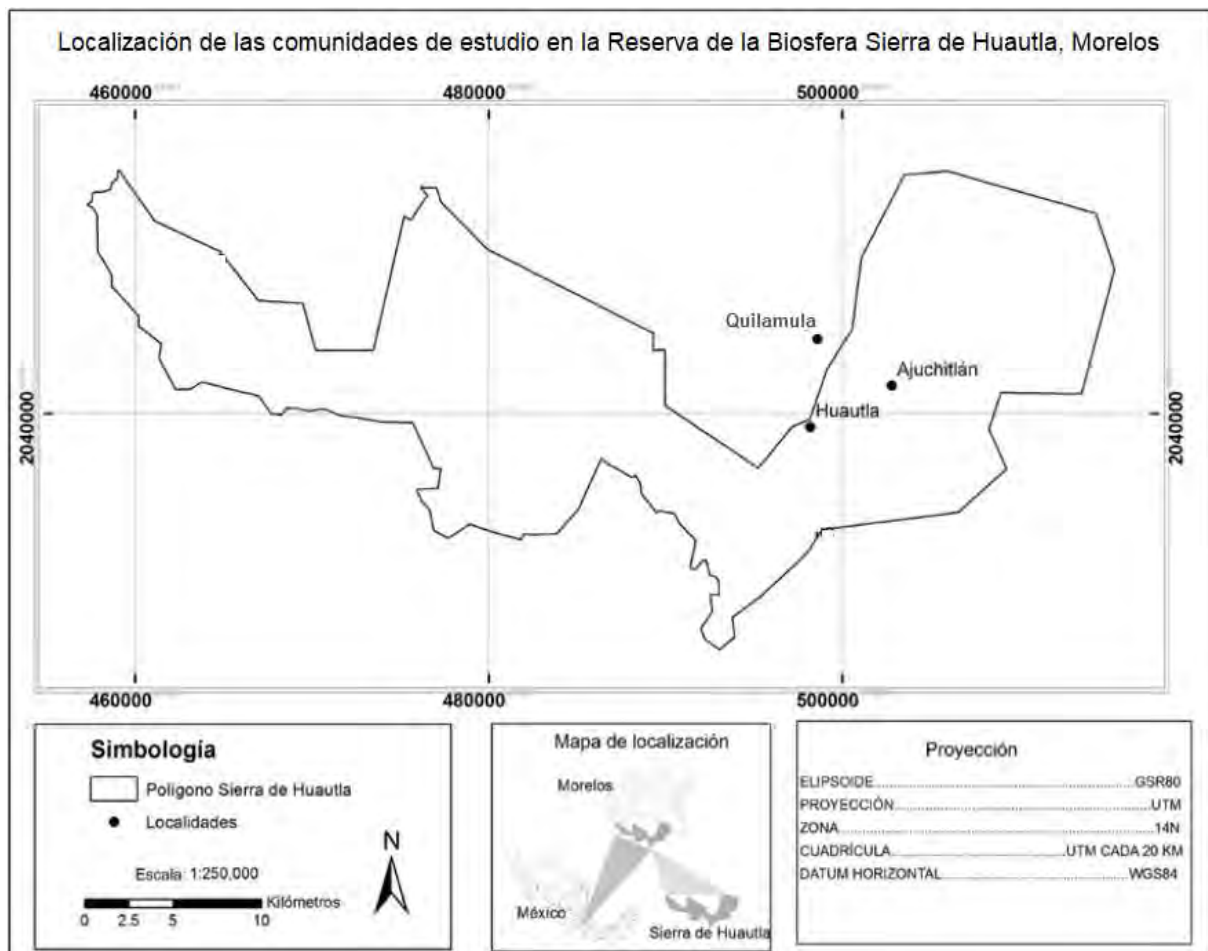 Localización de las comunidades de estudio en la Reserva de la Biosfera Sierra de Huautla, Morelos
460000 480000 500000
Quilamula
Ajuchitlán
Huautla
2040000 2040000
460000 480000 500000
Simbología
Poligono Sierra de Huautla
Localidades
Escala: 1:250,000
Kilómetros
0 2.5 5 10
N
Mapa de localización
Morelos
México
Sierra de Huautla
Proyección
ELIPSOIDE GSR80
PROYECCIÓN UTM
ZONA 14N
CUADRÍCULA UTM CADA 20 KM
DATUM HORIZONTAL WGS84